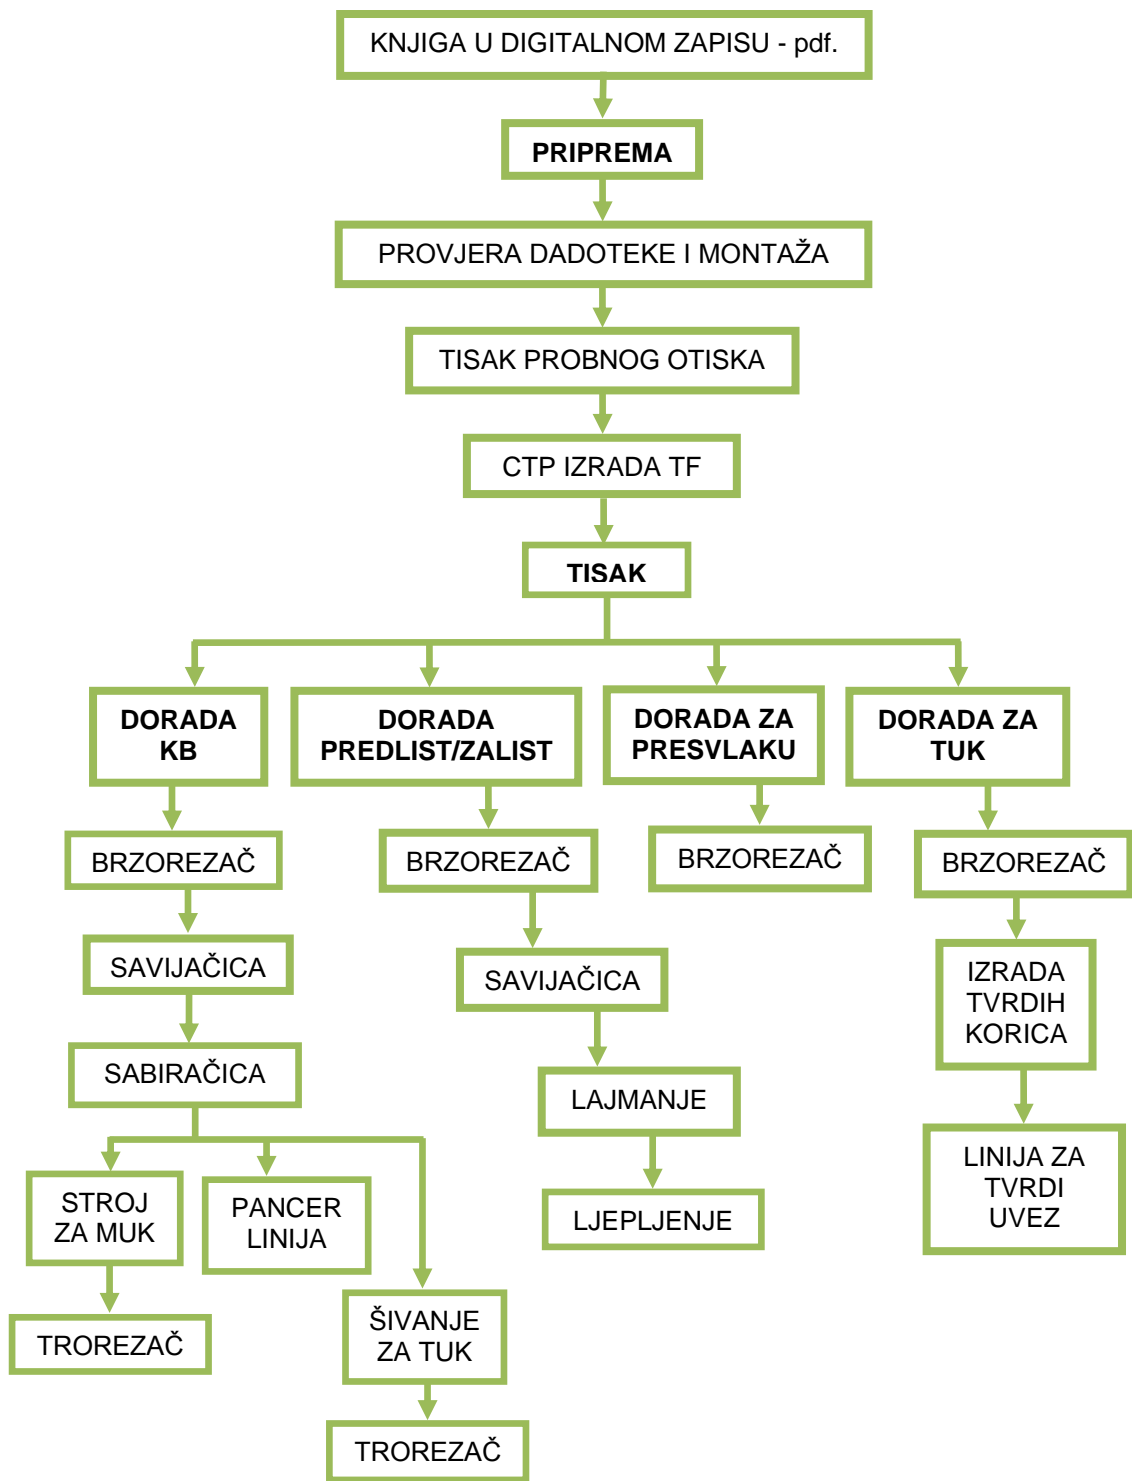 KNJIGA U DIGITALNOM ZAPISU - pdf.
PRIPREMA
PROVJERA DADOTEKE I MONTAŽA
TISAK PROBNOG OTISKA
CTP IZRADA TF
TISAK
DORADA
KB
DORADA
PREDLIST/ZALIST
DORADA ZA
PRESVLAKU
DORADA ZA
TUK
BRZOREZAČ
BRZOREZAČ
BRZOREZAČ
BRZOREZAČ
SAVIJAČICA
SAVIJAČICA
IZRADA
TVRDIH
KORICA
SABIRAČICA
LAJMANJE
STROJ
ZA MUK
PANCER
LINIJA
LJEPLJENJE
LINIJA ZA
TVRDI
UVEZ
TROREZAČ
ŠIVANJE
ZA TUK
TROREZAČ